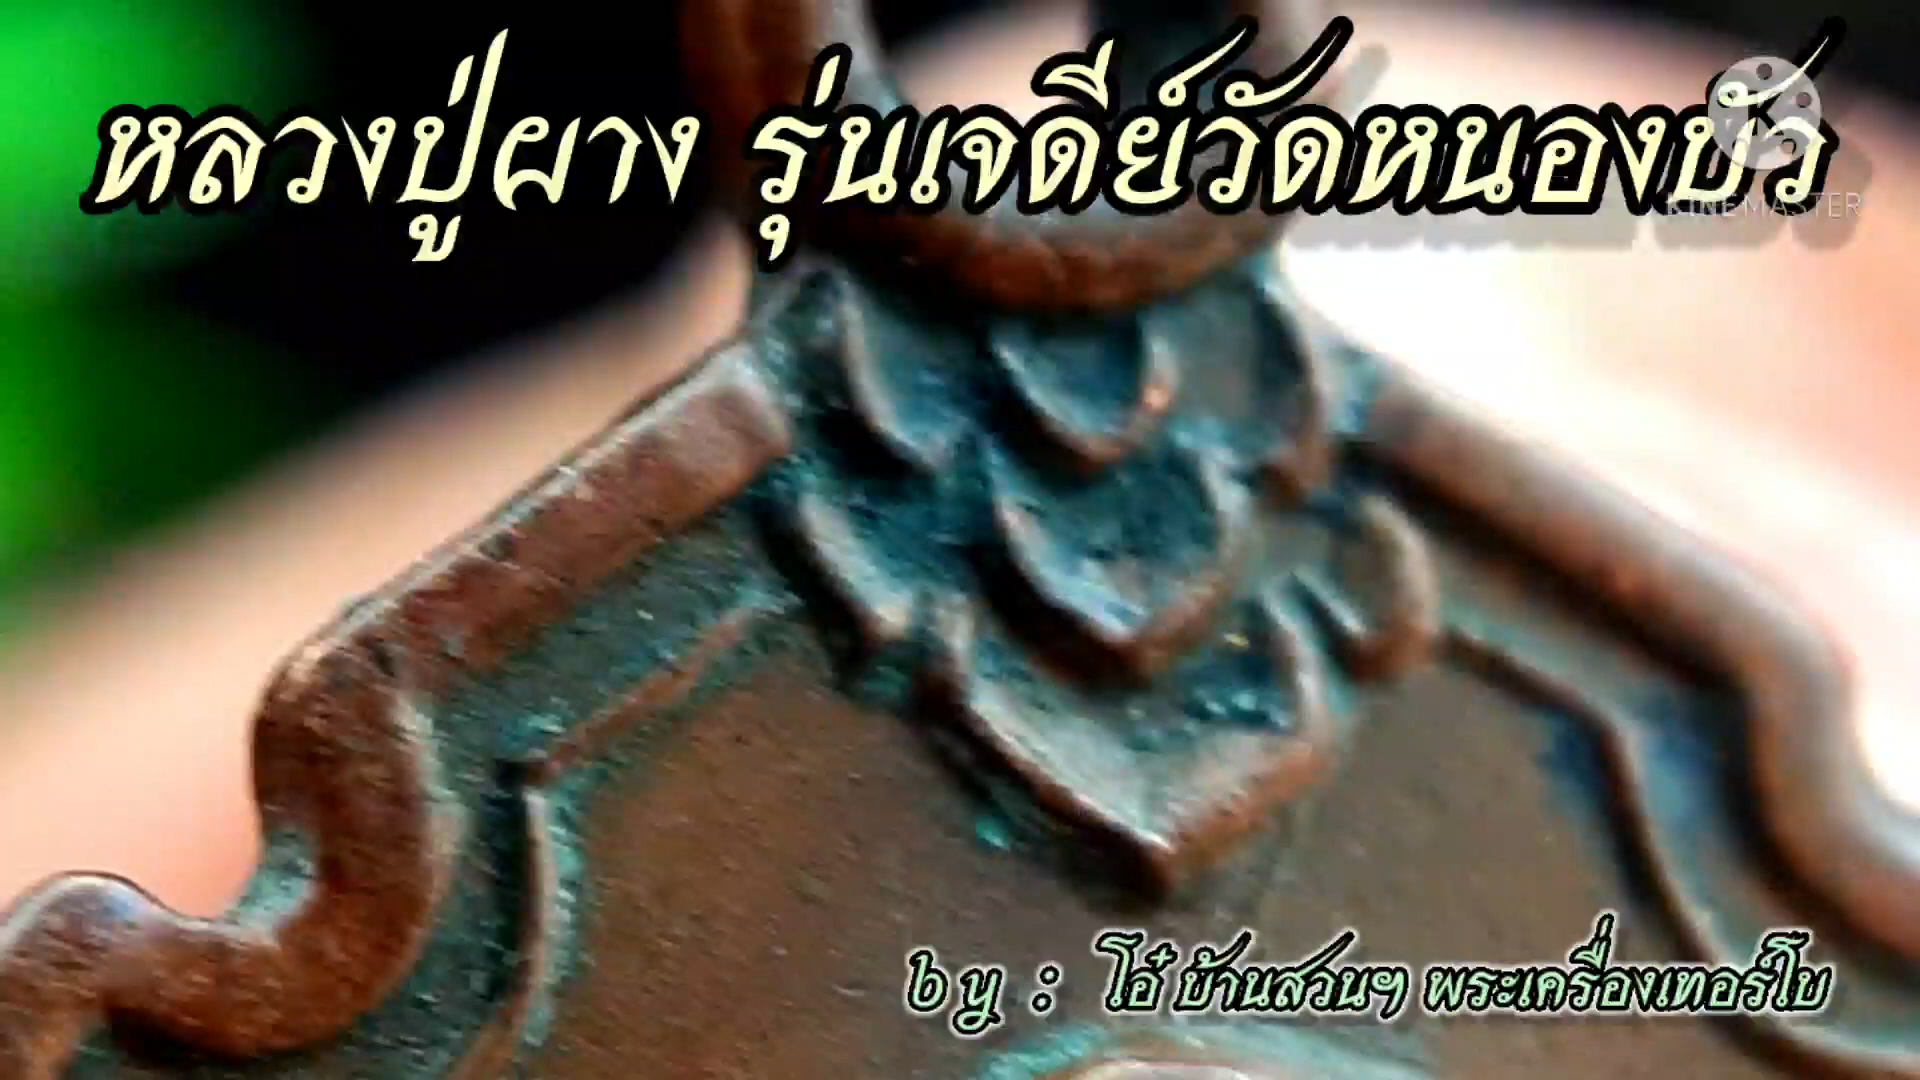 หลวงปู่ผาง รุ่นเจดีย์วัดหนองบัว
KINEMASTER
by : โอ๋ บ้านสวนฯ พระเครื่องเทอร์โบ